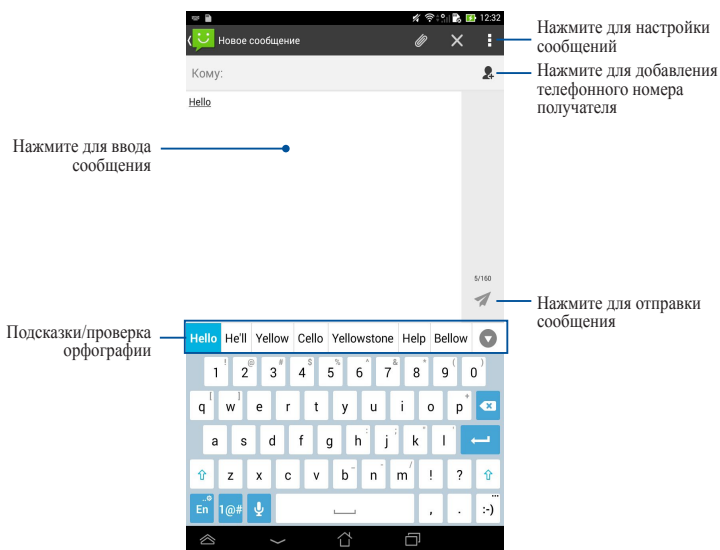 12:32
Новое сообщение
Нажмите для настройки
сообщений
Кому:
Нажмите для добавления
телефонного номера
получателя
Hello
Нажмите для ввода
сообщения
5/160
Нажмите для отправки
сообщения
Подсказки/проверка
орфографии
Hello He'll Yellow Cello Yellowstone Help Bellow
1 ! 2 @ 3 # 4 $ 5 % 6 ^ 7 & 8 * 9 ( 0 )
q [ w ] e r t y u i o p +
a s d f g h : j ; k " l '
z x c v b - n - m / ! ?
En 1@# , . :-) ...